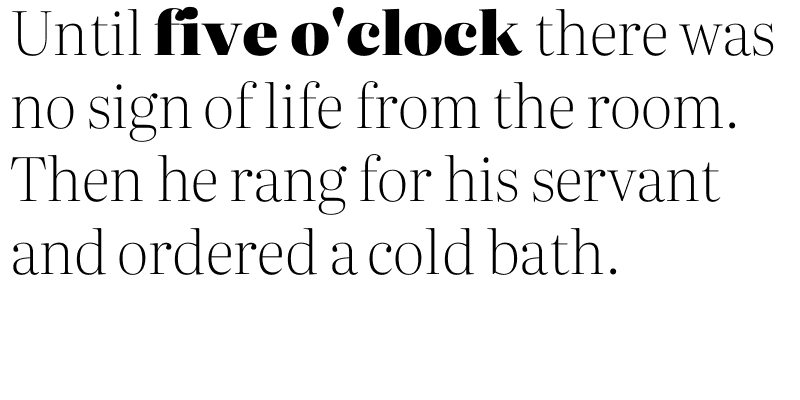 Until five o'clock there was
no sign of life from the room.
Then he rang for his servant
and ordered a cold bath.